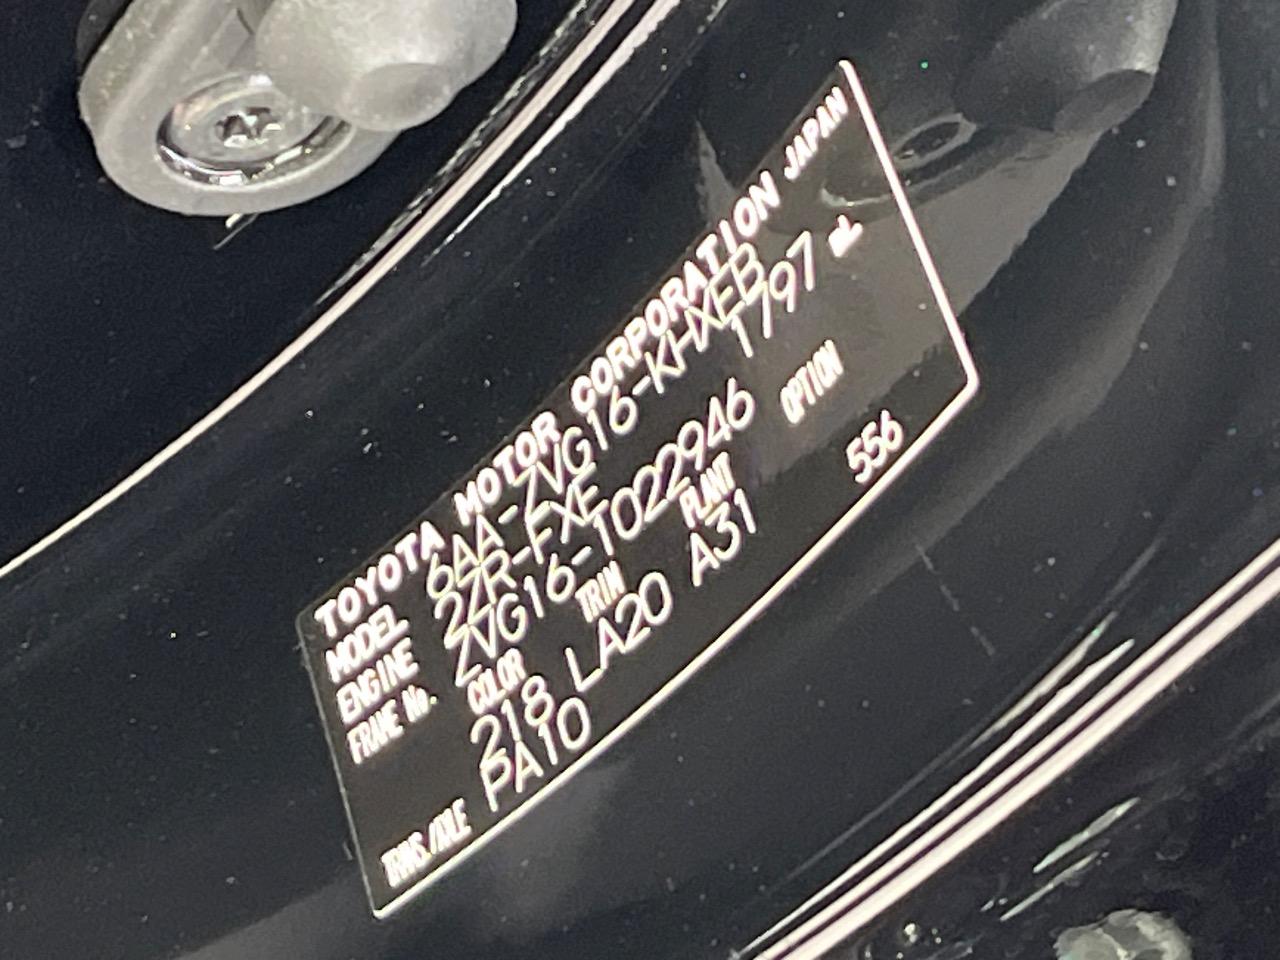 TOYOTA MOTOR CORPORATION JAPAN
MODEL 6AA-ZVG16-KHXEB
ENGINE 2ZR-FXE 1797 mL
FRAME No. ZVG16-1022946
COLOR TRIM PLANT OPTION
218 LA20 A31 556
TRANS./AXLE PA10